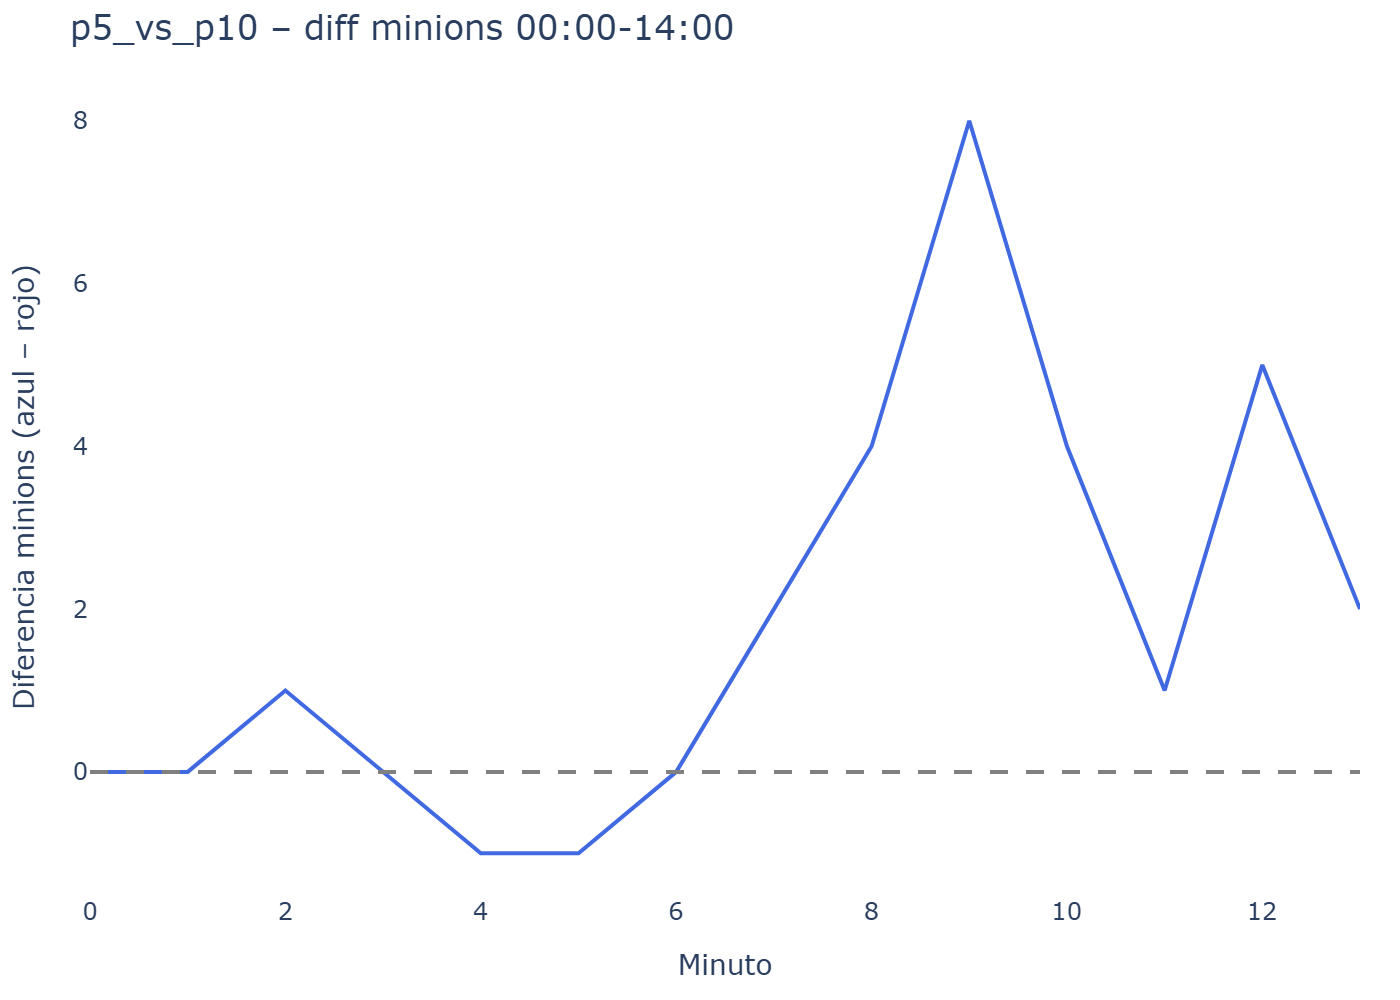 p5_vs_p10 – diff minions 00:00-14:00
Diferencia minions (azul – rojo)
8
6
4
2
0
0 2 4 6 8 10 12
Minuto